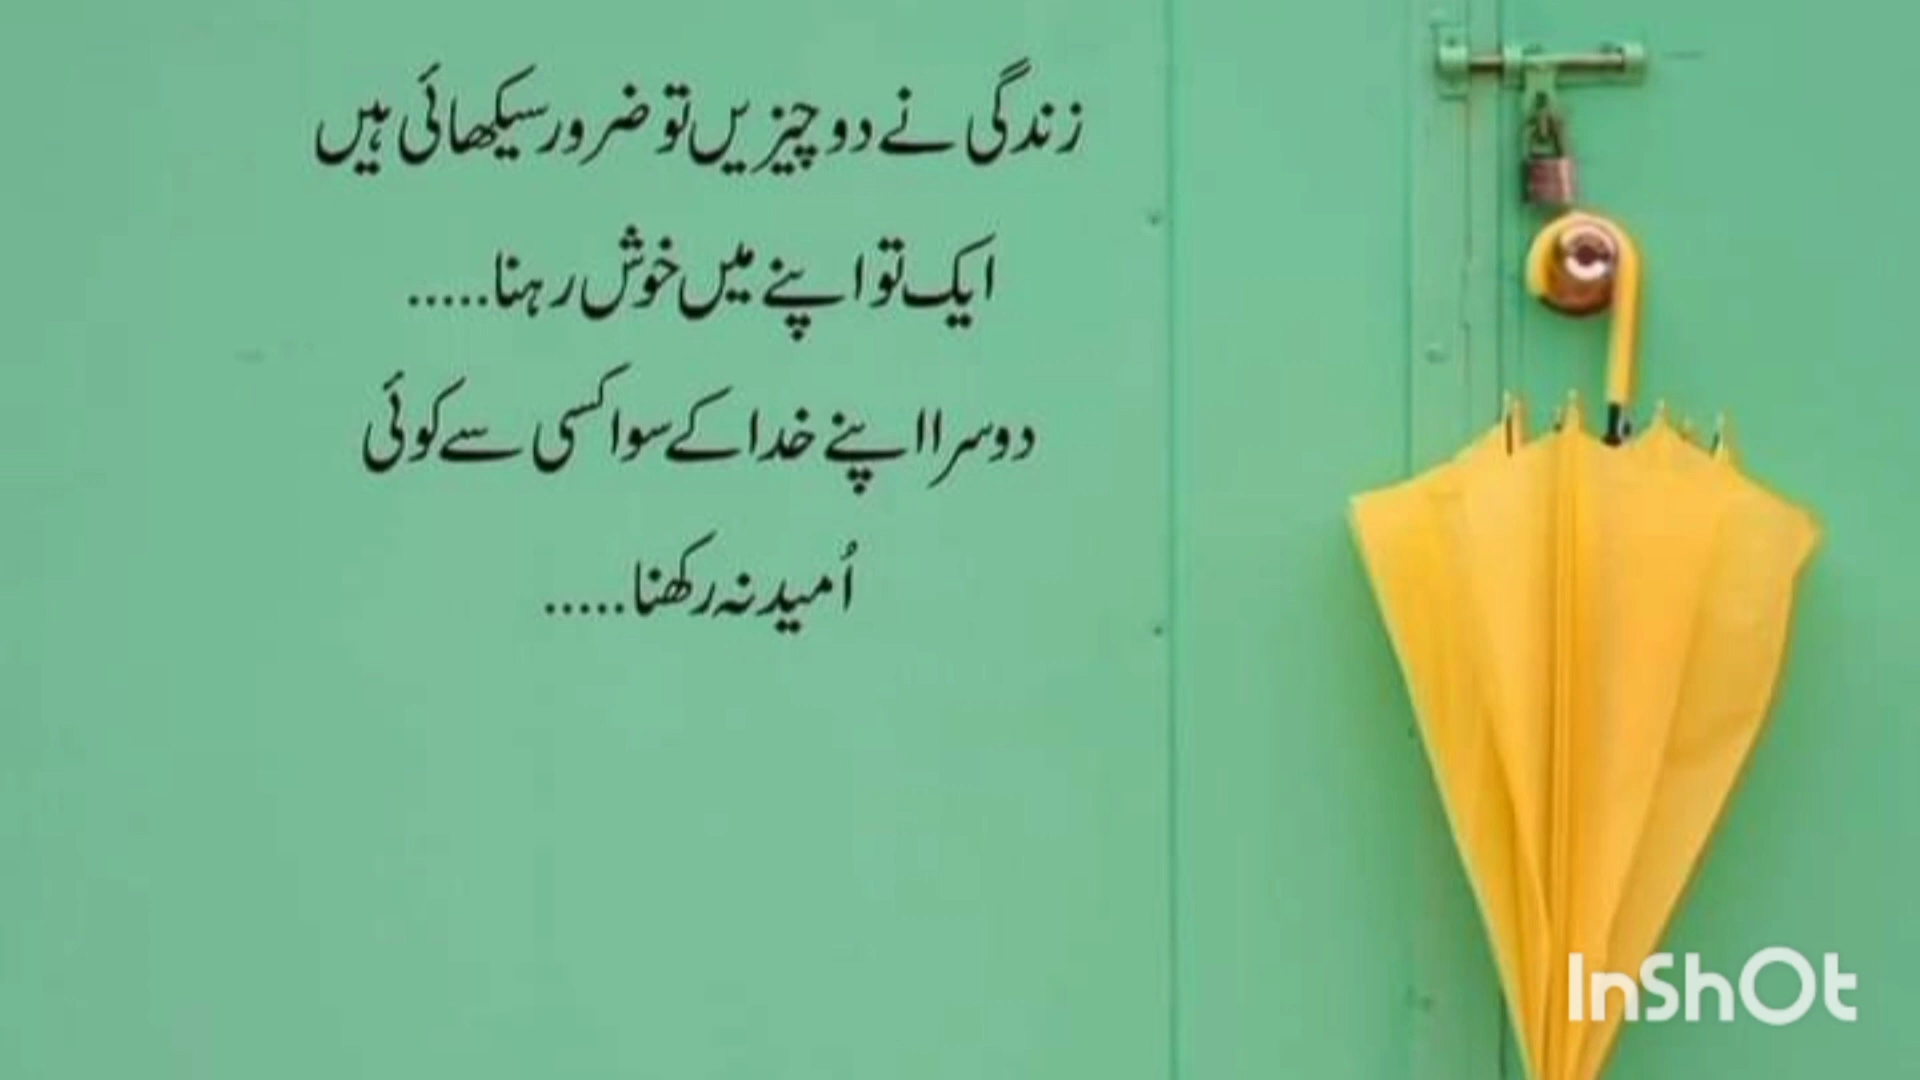 زندگی نے دو چیزیں تو ضرور سیکھائی ہیں
ایک تو اپنے میں خوش رہنا.....
دوسرا اپنے خدا کے سوا کسی سے کوئی
اُمید نہ رکھنا.....
InShOt